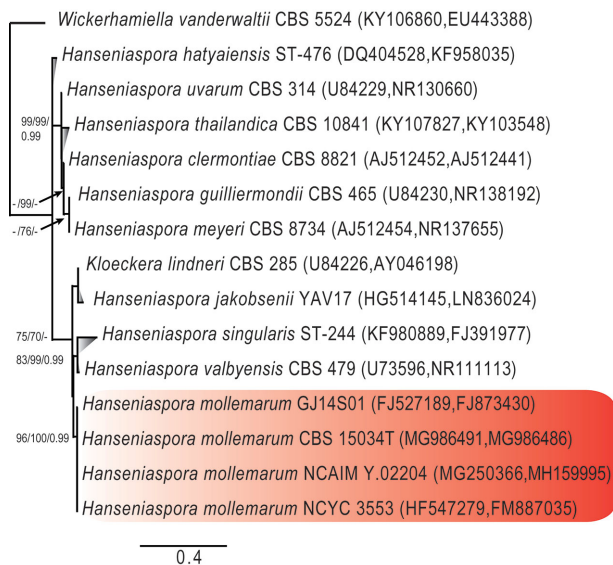 Wickerhamiella vanderwaltii CBS 5524 (KY106860,EU443388)
Hanseniaspora hatyaiensis ST-476 (DQ404528,KF958035)
Hanseniaspora uvarum CBS 314 (U84229,NR130660)
99/99/
0.99
Hanseniaspora thailandica CBS 10841 (KY107827,KY103548)
Hanseniaspora clermontiae CBS 8821 (AJ512452,AJ512441)
-/99/-
Hanseniaspora guilliermondii CBS 465 (U84230,NR138192)
-/76/-
Hanseniaspora meyeri CBS 8734 (AJ512454,NR137655)
Kloeckera lindneri CBS 285 (U84226,AY046198)
Hanseniaspora jakobsenii YAV17 (HG514145,LN836024)
75/70/-
Hanseniaspora singularis ST-244 (KF980889,FJ391977)
83/99/0.99
Hanseniaspora valbyensis CBS 479 (U73596,NR111113)
Hanseniaspora mollemarum GJ14S01 (FJ527189,FJ873430)
96/100/0.99
Hanseniaspora mollemarum CBS 15034T (MG986491,MG986486)
Hanseniaspora mollemarum NCAIM Y.02204 (MG250366,MH159995)
Hanseniaspora mollemarum NCYC 3553 (HF547279,FM887035)
0.4